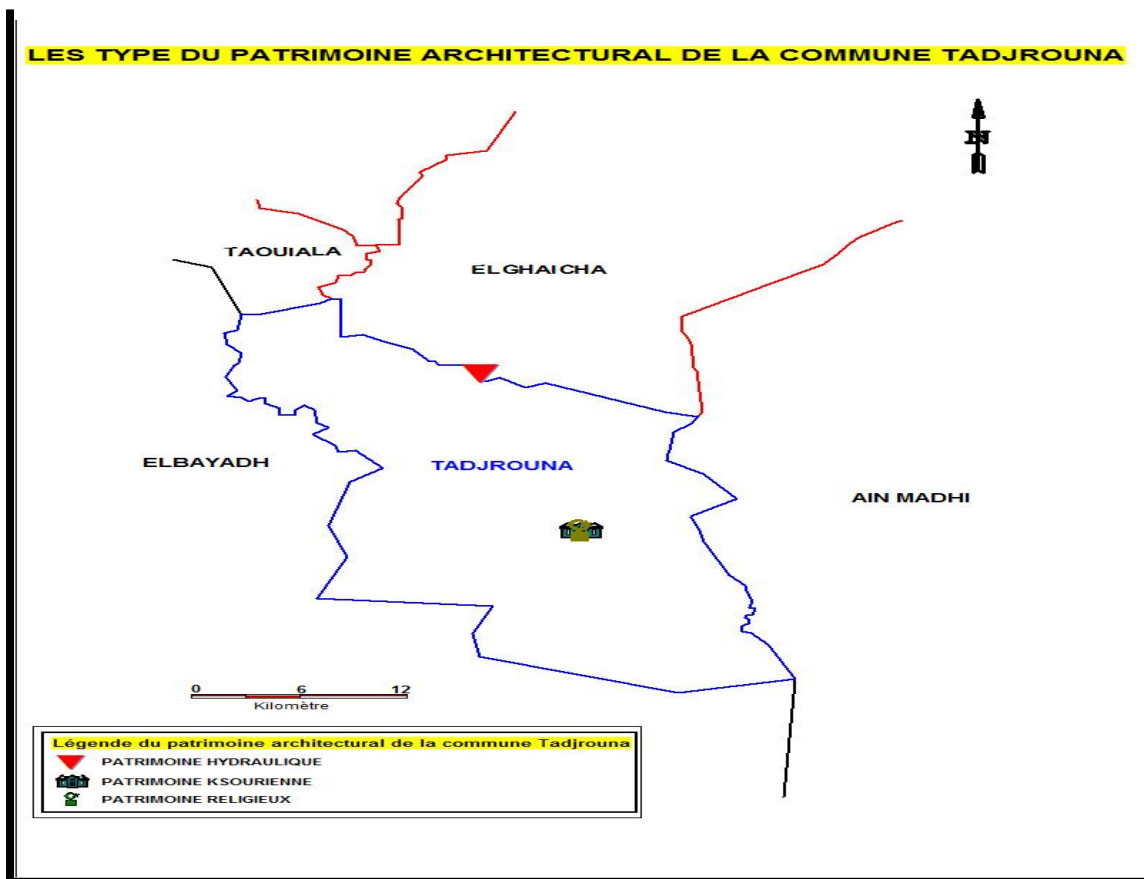 LES TYPE DU PATRIMOINE ARCHITECTURAL DE LA COMMUNE TADJROUNA
N
TAOUIALA
ELGHAICHA
ELBAYADH
TADJROUNA
AIN MADHI
0 6 12
Kilomètre
Légende du patrimoine architectural de la commune Tadjrouna
PATRIMOINE HYDRAULIQUE
PATRIMOINE KSOURIENNE
PATRIMOINE RELIGIEUX